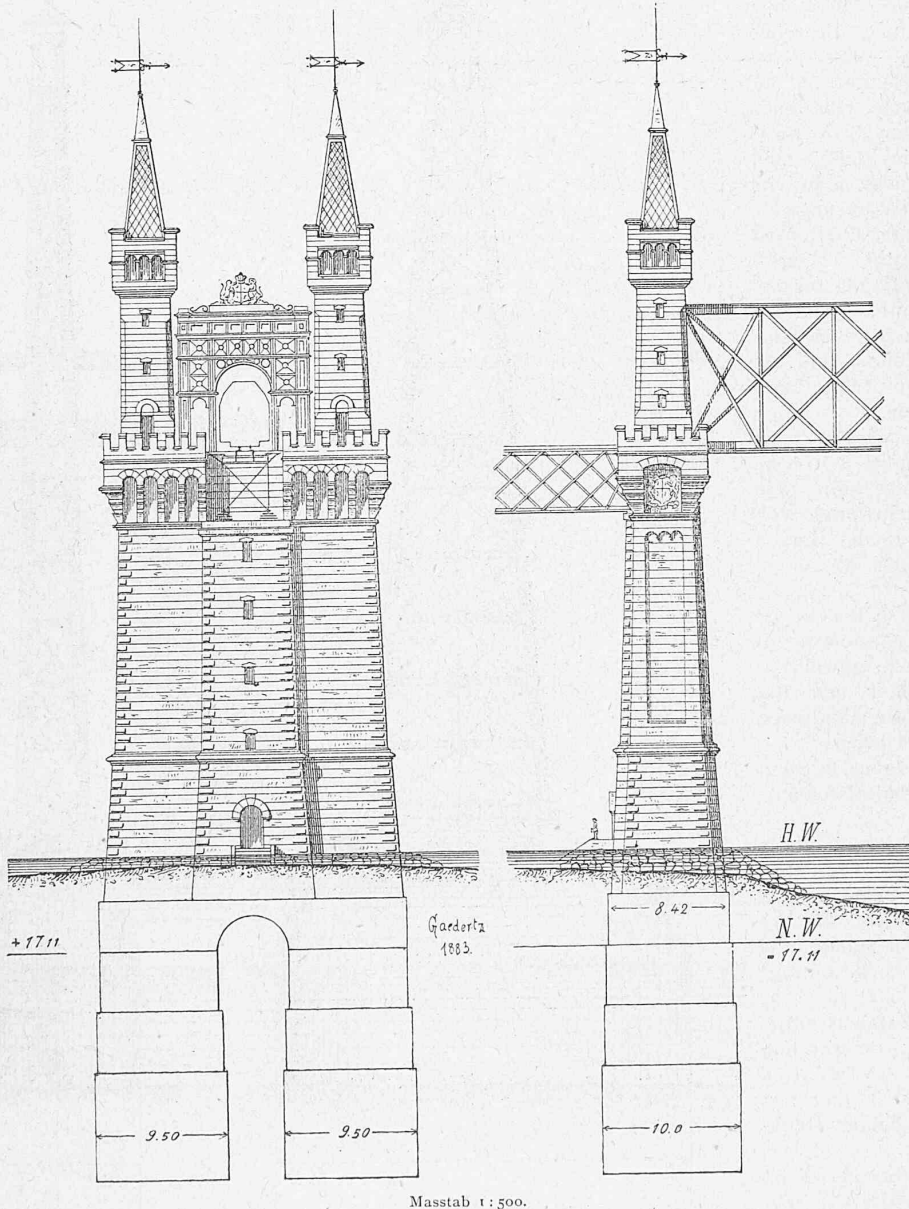 H.W.
8.42
Gaedertz
1883.
N.W.
+ 17.11
= 17.11
9.50
9.50
10.0
Masstab 1 : 500.